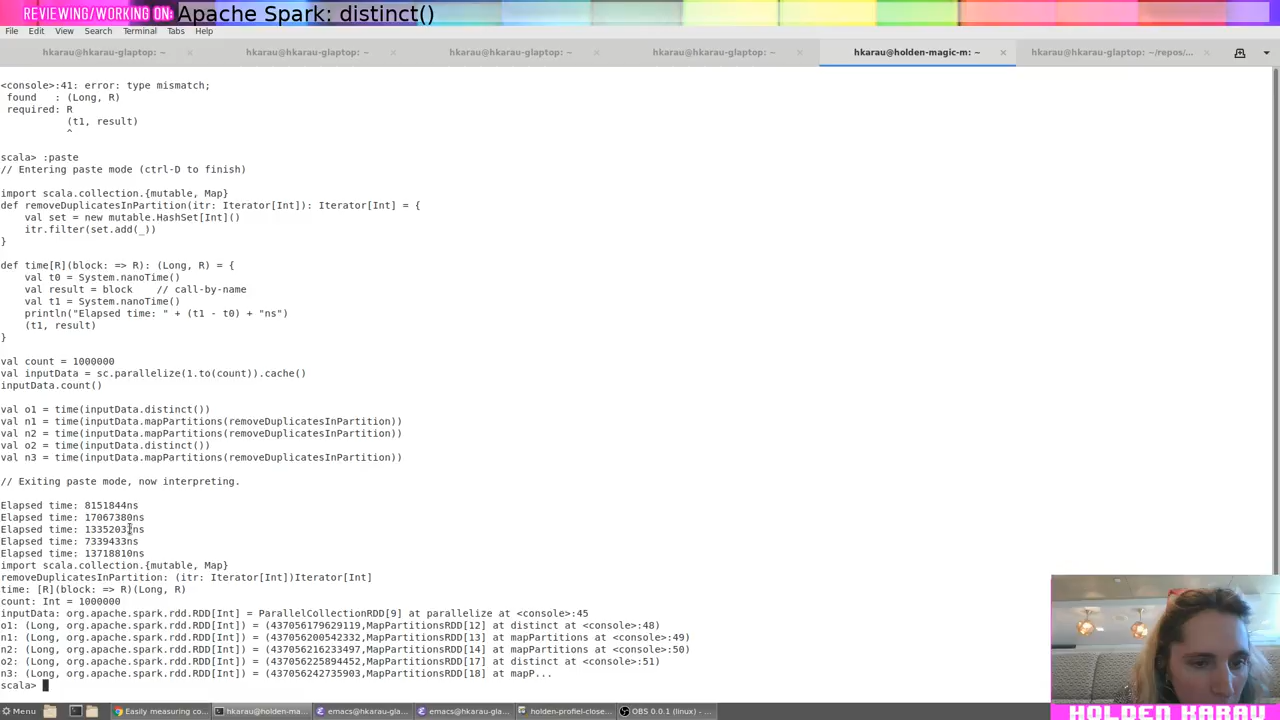 REVIEWING/WORKING ON: Apache Spark: distinct()
File Edit View Search Terminal Tabs Help
hkarau@hkarau-glaptop: ~ × hkarau@hkarau-glaptop: ~ × hkarau@hkarau-glaptop: ~ × hkarau@hkarau-glaptop: ~ × hkarau@holden-magic-m: ~ × hkarau@hkarau-glaptop: ~/repos/... ×
<console>:41: error: type mismatch;
 found   : (Long, R)
 required: R
           (t1, result)
           ^
scala> :paste
// Entering paste mode (ctrl-D to finish)
import scala.collection.{mutable, Map}
def removeDuplicatesInPartition(itr: Iterator[Int]): Iterator[Int] = {
    val set = new mutable.HashSet[Int]()
    itr.filter(set.add(_))
}
def time[R](block: => R): (Long, R) = {
    val t0 = System.nanoTime()
    val result = block    // call-by-name
    val t1 = System.nanoTime()
    println("Elapsed time: " + (t1 - t0) + "ns")
    (t1, result)
}
val count = 1000000
val inputData = sc.parallelize(1.to(count)).cache()
inputData.count()
val o1 = time(inputData.distinct())
val n1 = time(inputData.mapPartitions(removeDuplicatesInPartition))
val n2 = time(inputData.mapPartitions(removeDuplicatesInPartition))
val o2 = time(inputData.distinct())
val n3 = time(inputData.mapPartitions(removeDuplicatesInPartition))
// Exiting paste mode, now interpreting.
Elapsed time: 8151844ns
Elapsed time: 17067380ns
Elapsed time:
Elapsed time: 7339433ns
Elapsed time: 13718810ns
import scala.collection.{mutable, Map}
removeDuplicatesInPartition: (itr: Iterator[Int])Iterator[Int]
time: [R](block: => R)(Long, R)
count: Int = 1000000
inputData: org.apache.spark.rdd.RDD[Int] = ParallelCollectionRDD[9] at parallelize at <console>:45
o1: (Long, org.apache.spark.rdd.RDD[Int]) = (437056179629119,MapPartitionsRDD[12] at distinct at <console>:48)
n1: (Long, org.apache.spark.rdd.RDD[Int]) = (437056200542332,MapPartitionsRDD[13] at mapPartitions at <console>:49)
n2: (Long, org.apache.spark.rdd.RDD[Int]) = (437056216233497,MapPartitionsRDD[14] at mapPartitions at <console>:50)
o2: (Long, org.apache.spark.rdd.RDD[Int]) = (437056225894452,MapPartitionsRDD[17] at distinct at <console>:51)
n3: (Long, org.apache.spark.rdd.RDD[Int]) = (437056242735903,MapPartitionsRDD[18] at mapP...
scala>
HOLDEN KARAU
Menu Easily measuring co... hkarau@holden-ma... emacs@hkarau-gla... emacs@hkarau-gla... holden-profiel-close... OBS 0.0.1 (linux) - ...